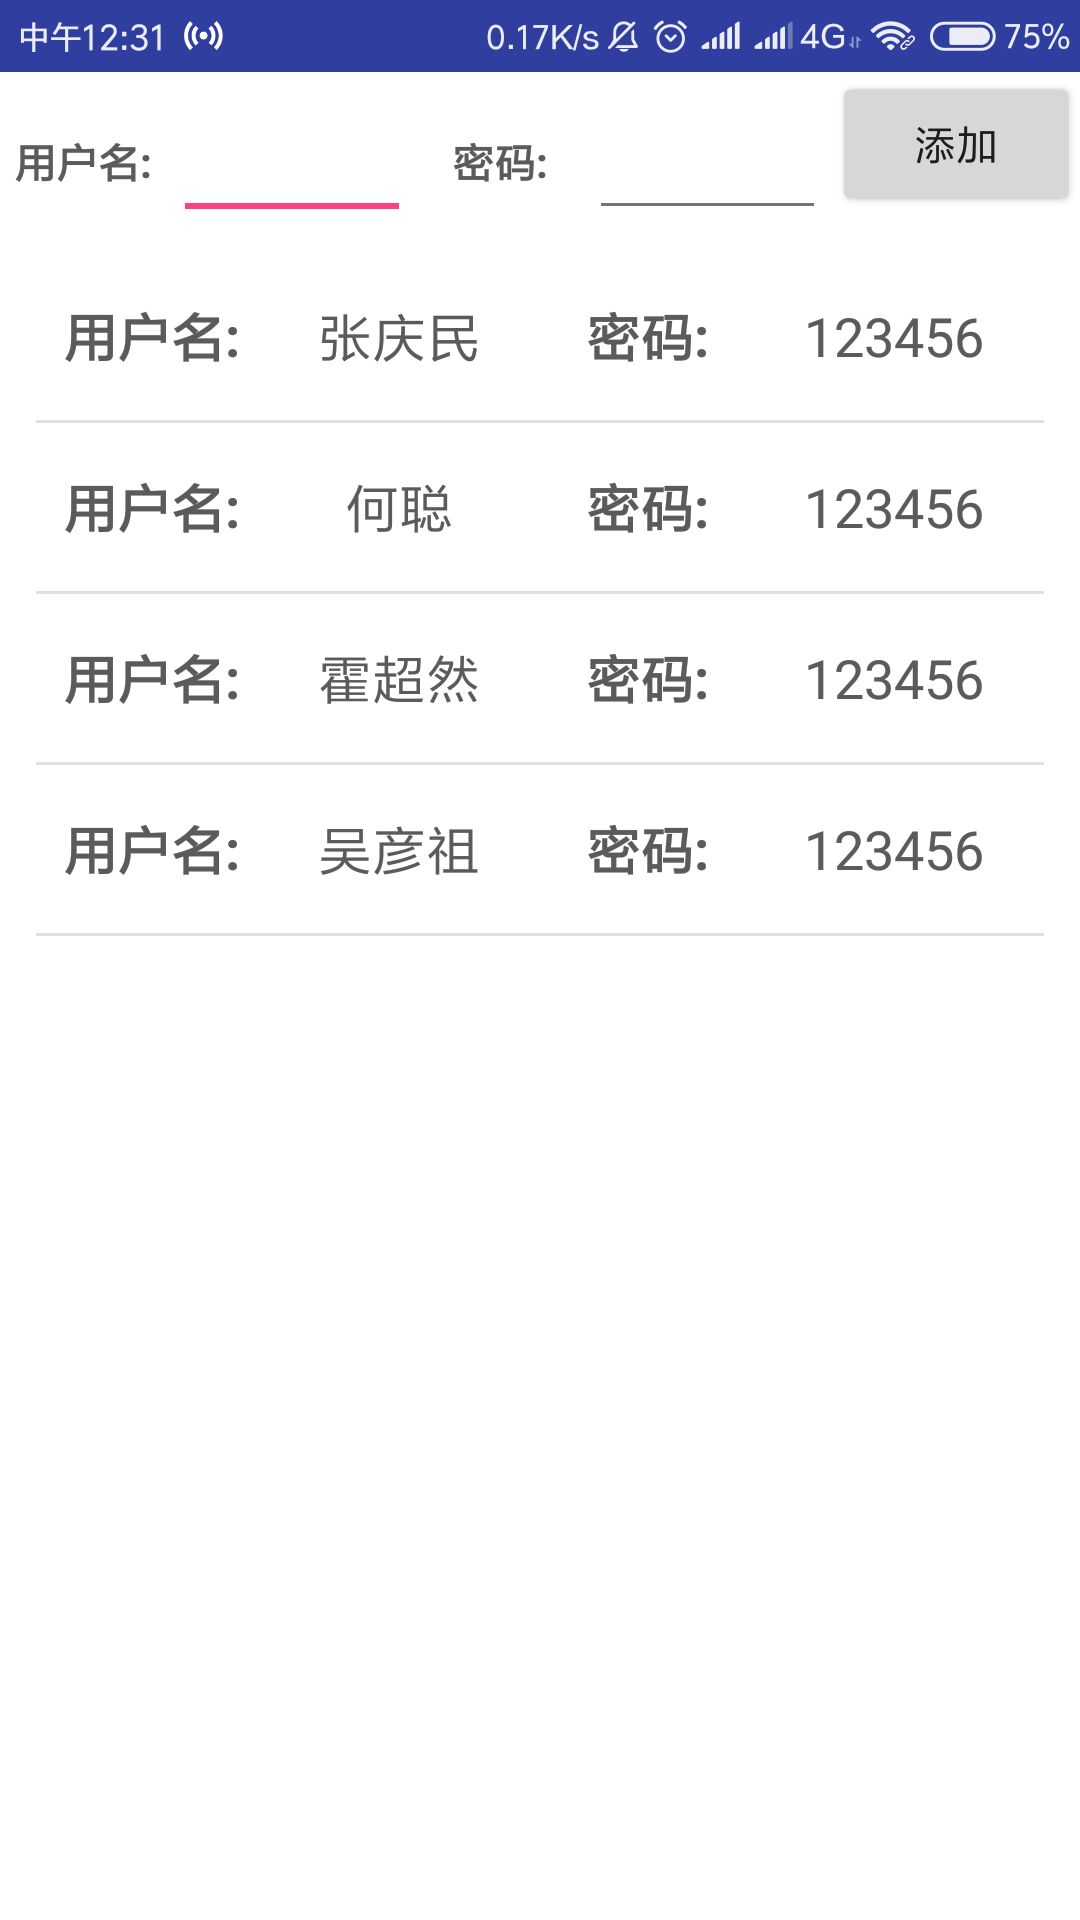 中午12:31 0.17K/s 4G 75%
用户名: 密码: 添加
用户名: 张庆民 密码: 123456
用户名: 何聪 密码: 123456
用户名: 霍超然 密码: 123456
用户名: 吴彦祖 密码: 123456